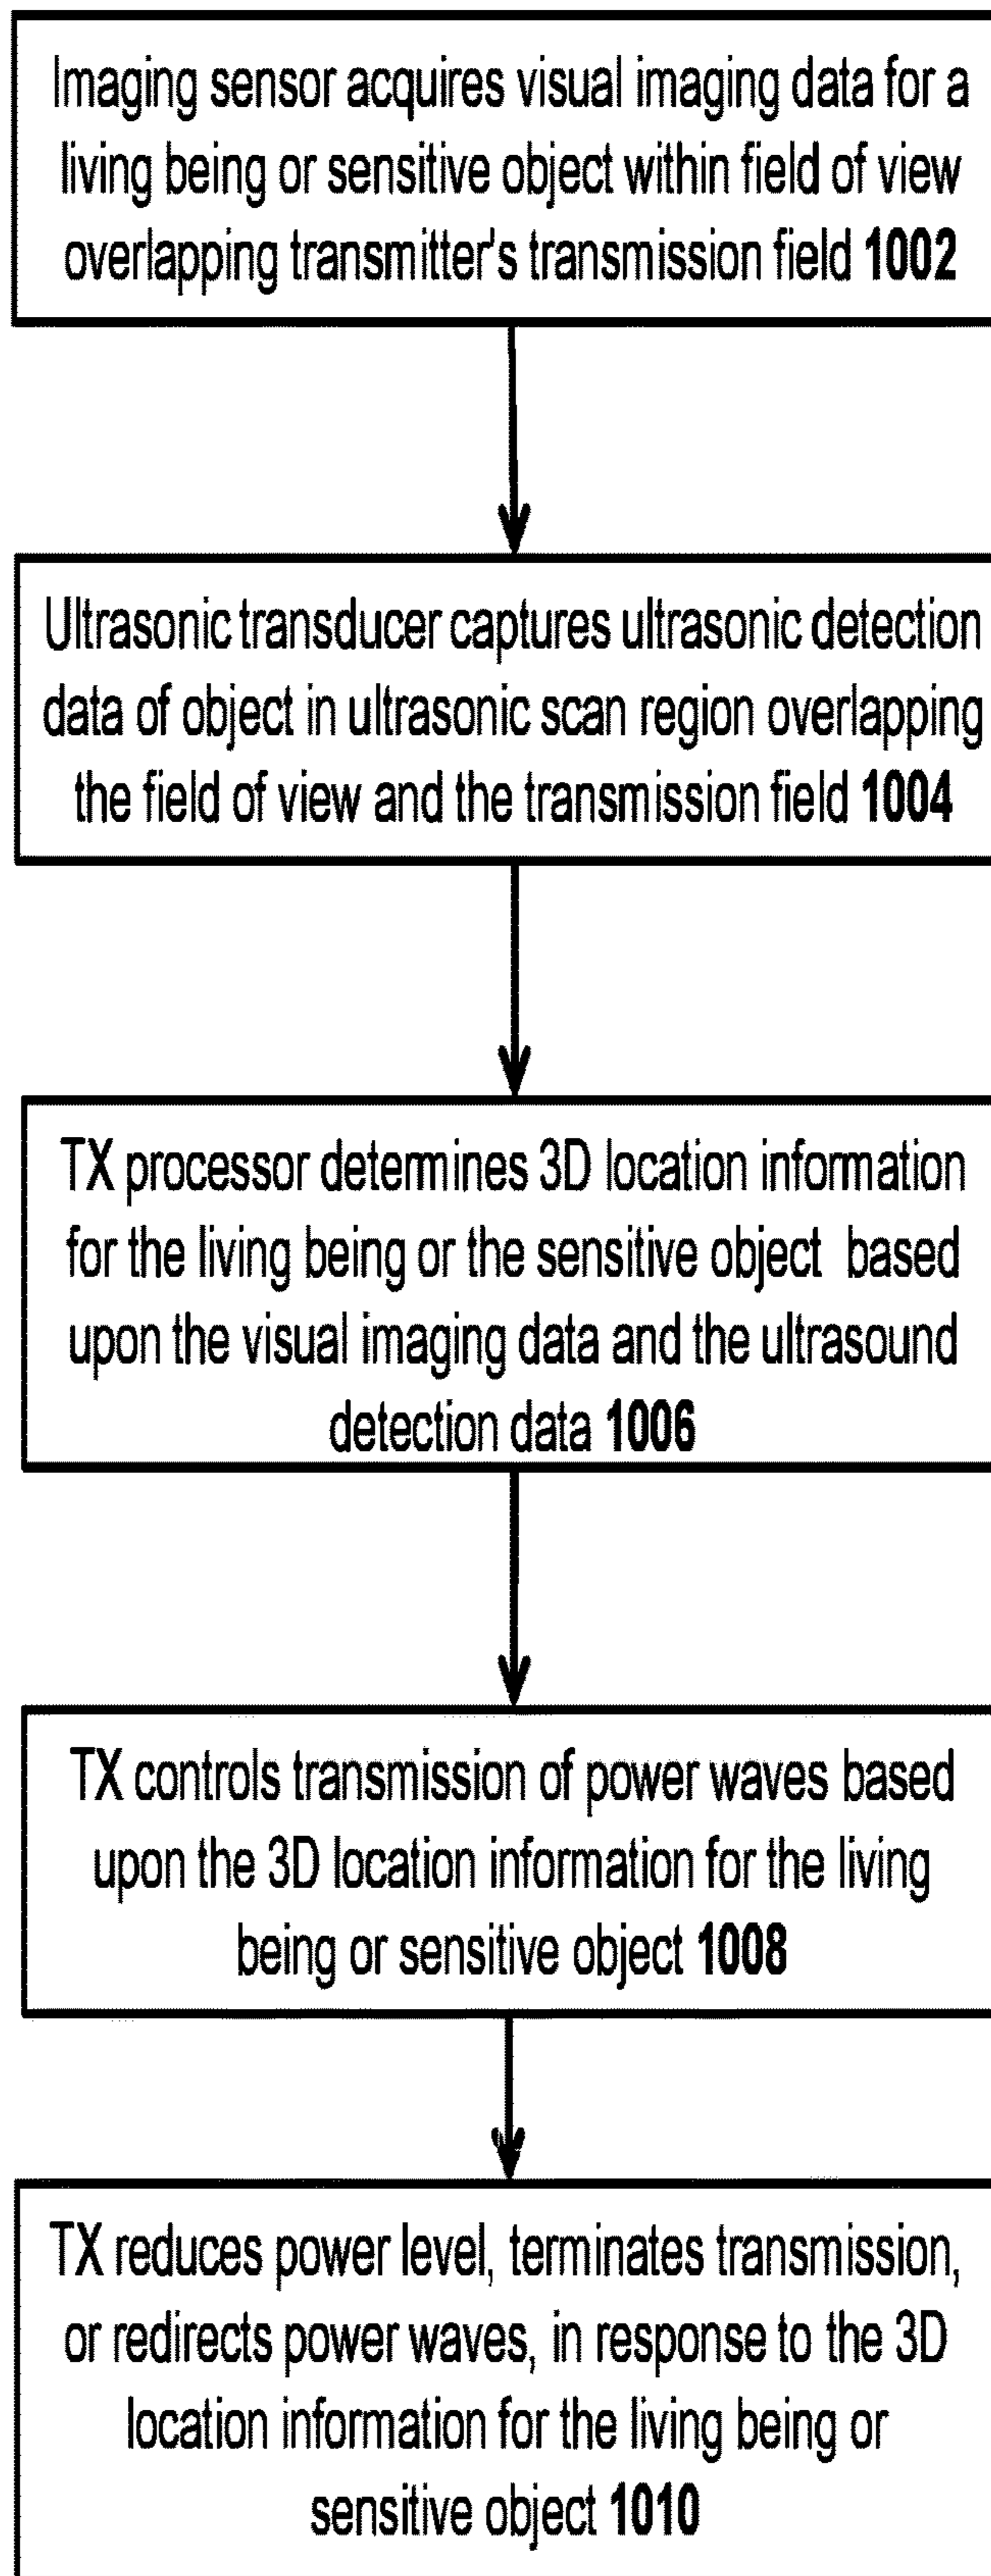 Imaging sensor acquires visual imaging data for a
living being or sensitive object within field of view
overlapping transmitter's transmission field 1002
Ultrasonic transducer captures ultrasonic detection
data of object in ultrasonic scan region overlapping
the field of view and the transmission field 1004
TX processor determines 3D location information
for the living being or the sensitive object based
upon the visual imaging data and the ultrasound
detection data 1006
TX controls transmission of power waves based
upon the 3D location information for the living
being or sensitive object 1008
TX reduces power level, terminates transmission,
or redirects power waves, in response to the 3D
location information for the living being or
sensitive object 1010